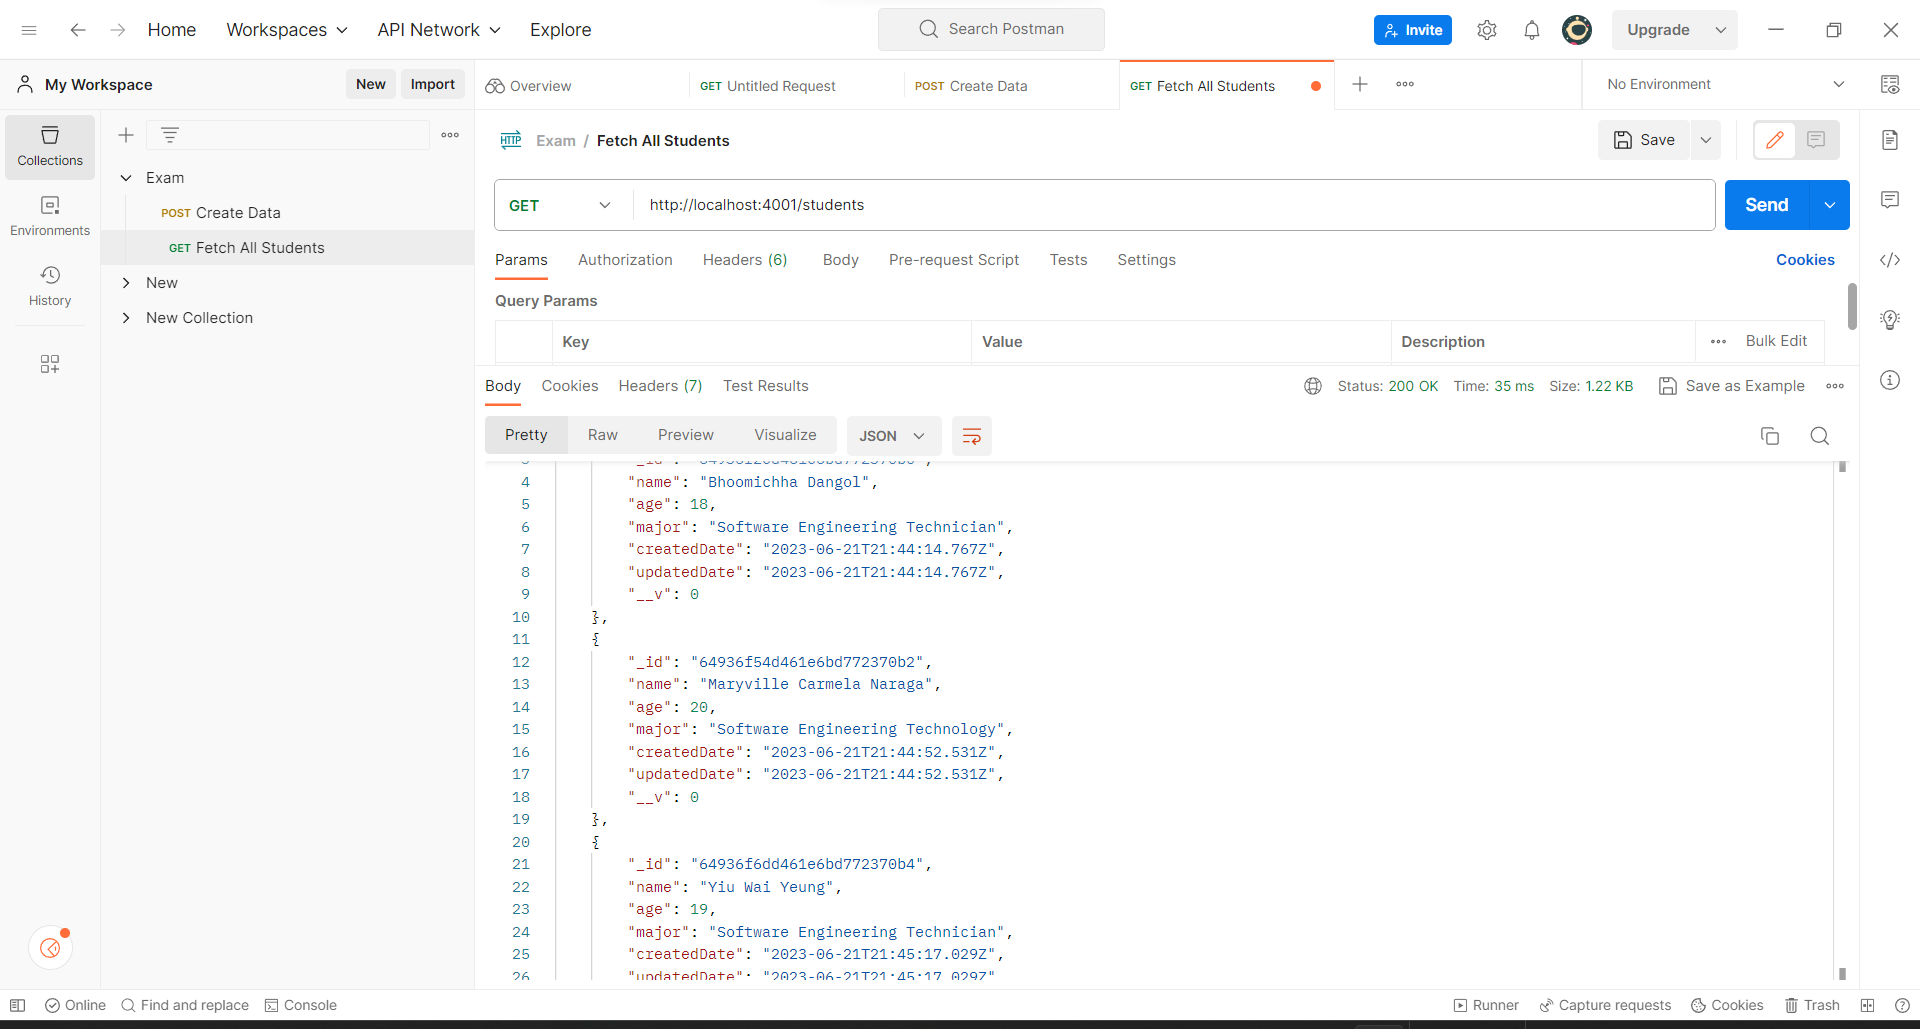 Home Workspaces API Network Explore Search Postman Invite Upgrade
My Workspace New Import Overview GET Untitled Request POST Create Data GET Fetch All Students No Environment
Collections
Environments
History
Exam
POST Create Data
GET Fetch All Students
New
New Collection
HTTP Exam / Fetch All Students Save
GET http://localhost:4001/students Send
Params Authorization Headers (6) Body Pre-request Script Tests Settings Cookies
Query Params
Key Value Description Bulk Edit
Body Cookies Headers (7) Test Results Status: 200 OK Time: 35 ms Size: 1.22 KB Save as Example
Pretty Raw Preview Visualize JSON
4 "name": "Bhoomichha Dangol",
5 "age": 18,
6 "major": "Software Engineering Technician",
7 "createdDate": "2023-06-21T21:44:14.767Z",
8 "updatedDate": "2023-06-21T21:44:14.767Z",
9 "__v": 0
10 },
11 {
12 "_id": "64936f54d461e6bd772370b2",
13 "name": "Maryville Carmela Naraga",
14 "age": 20,
15 "major": "Software Engineering Technology",
16 "createdDate": "2023-06-21T21:44:52.531Z",
17 "updatedDate": "2023-06-21T21:44:52.531Z",
18 "__v": 0
19 },
20 {
21 "_id": "64936f6dd461e6bd772370b4",
22 "name": "Yiu Wai Yeung",
23 "age": 19,
24 "major": "Software Engineering Technician",
25 "createdDate": "2023-06-21T21:45:17.029Z",
26 "updatedDate": "2023-06-21T21:45:17.029Z"
Online Find and replace Console Runner Capture requests Cookies Trash